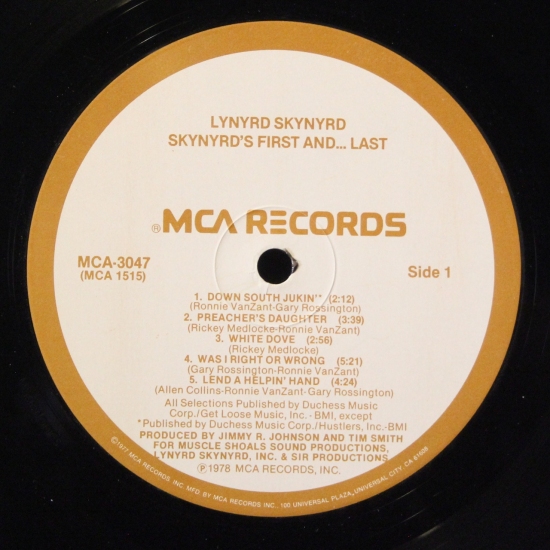 LYNYRD SKYNYRD
SKYNYRD'S FIRST AND... LAST
®MCA RECORDS
MCA-3047
(MCA 1515)
Side 1
1. DOWN SOUTH JUKIN'* (2:12)
(Ronnie VanZant-Gary Rossington)
2. PREACHER'S DAUGHTER (3:39)
(Rickey Medlocke-Ronnie VanZant)
3. WHITE DOVE (2:56)
(Rickey Medlocke)
4. WAS I RIGHT OR WRONG (5:21)
(Gary Rossington-Ronnie VanZant)
5. LEND A HELPIN' HAND (4:24)
(Allen Collins-Ronnie VanZant-Gary Rossington)
All Selections Published by Duchess Music
Corp./Get Loose Music, Inc.-BMI, except
*Published by Duchess Music Corp./Hustlers, Inc.-BMI
PRODUCED BY JIMMY R. JOHNSON AND TIM SMITH
FOR MUSCLE SHOALS SOUND PRODUCTIONS,
LYNYRD SKYNYRD, INC. & SIR PRODUCTIONS
℗1978 MCA RECORDS, INC.
©1977 MCA RECORDS INC. MFG. BY MCA RECORDS INC., 100 UNIVERSAL PLAZA, UNIVERSAL CITY, CA 91608